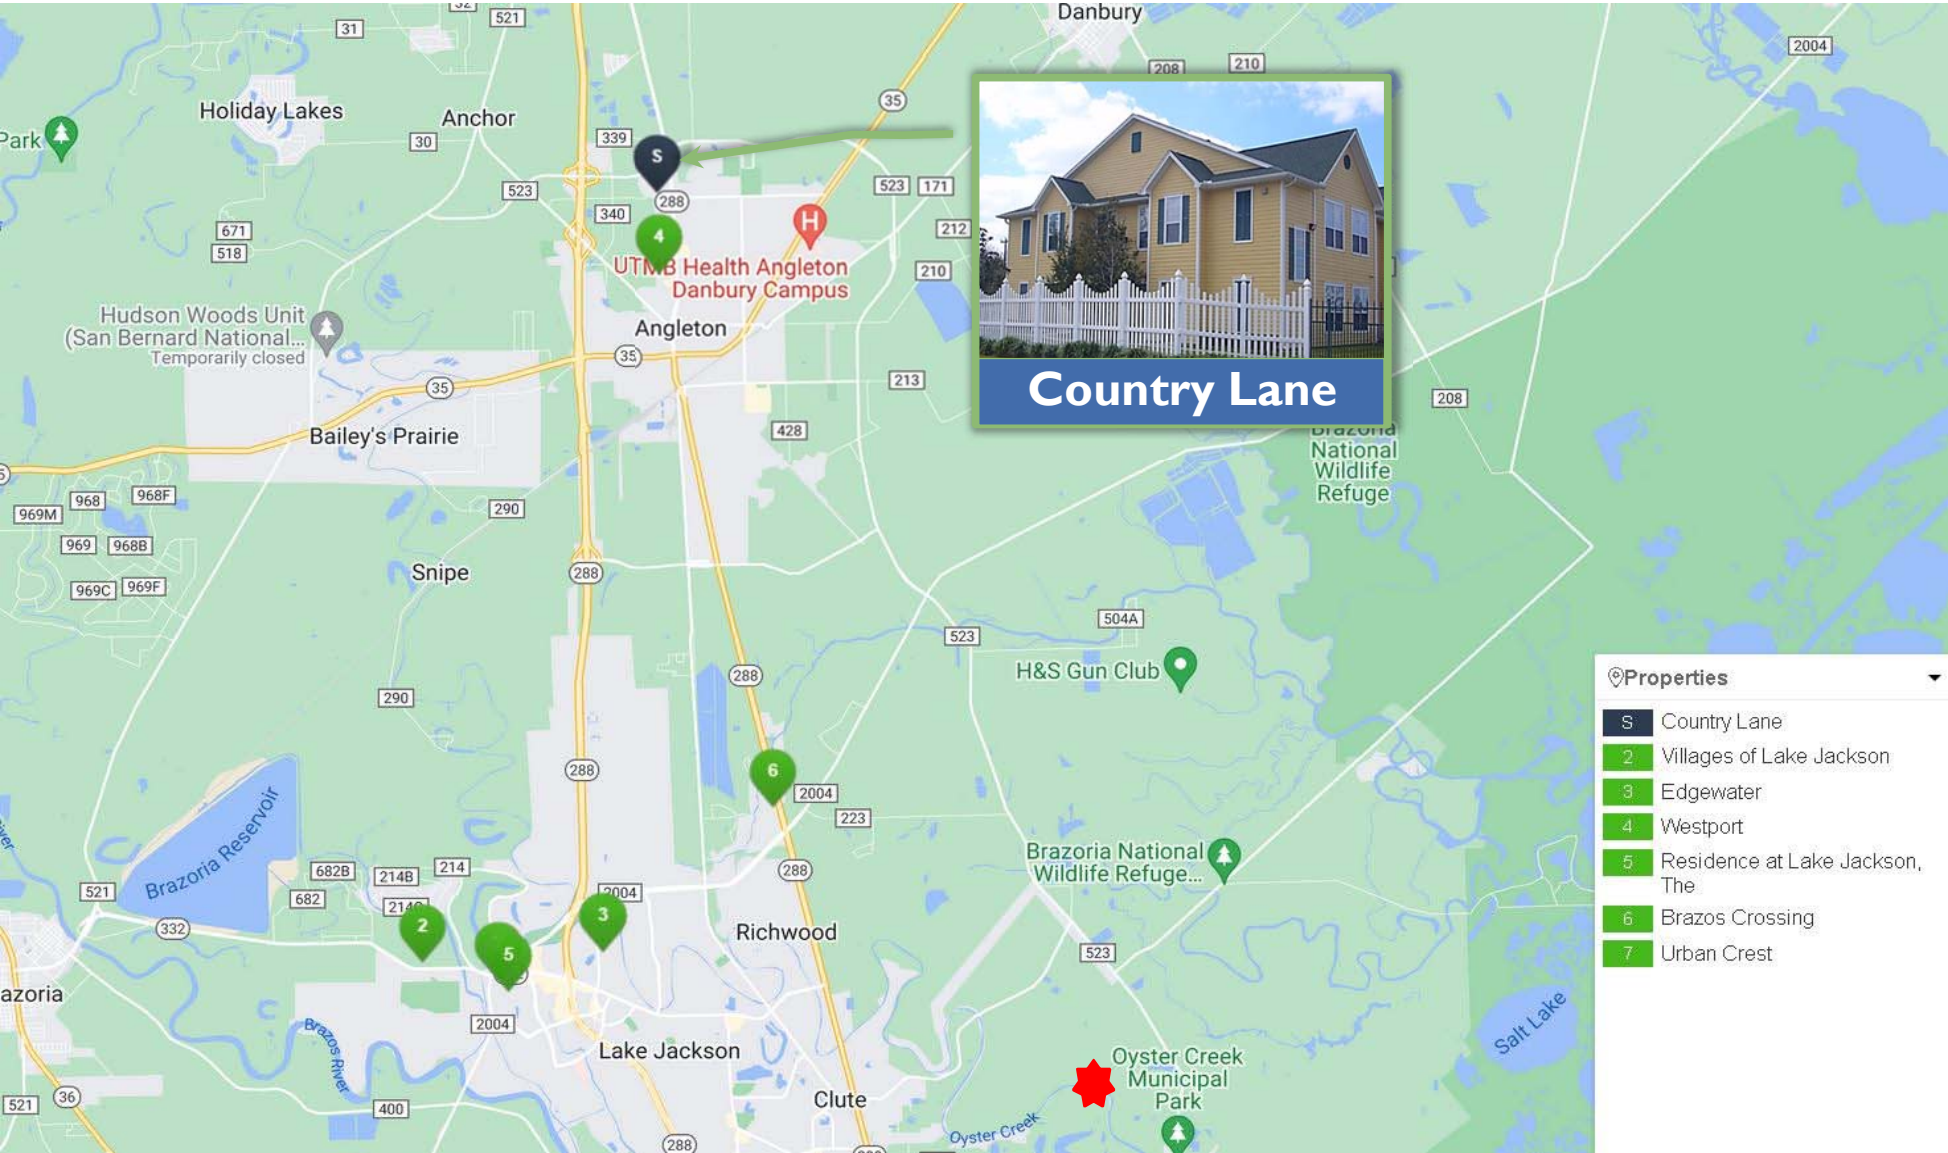 521
Danbury
31
2004
208
210
Holiday Lakes
Anchor
35
Park
30
339
S
523
288
523
171
340
H
671
4
212
518
UTMB Health Angleton
Danbury Campus
210
Hudson Woods Unit
(San Bernard National...
Temporarily closed
Angleton
35
35
213
Country Lane
208
Bailey's Prairie
428
Brazoria
National
Wildlife
Refuge
968
968F
969M
290
969
968B
Snipe
288
969C
969F
504A
523
H&S Gun Club
288
290
Properties
S Country Lane
2 Villages of Lake Jackson
3 Edgewater
4 Westport
5 Residence at Lake Jackson,
The
6 Brazos Crossing
7 Urban Crest
288
6
2004
223
Brazoria Reservoir
Brazoria National
Wildlife Refuge...
682B
214B
214
288
521
682
2004
2
3
332
Richwood
5
523
azoria
2004
Salt Lake
Brazos River
Lake Jackson
Oyster Creek
Municipal
Park
521
36
400
Clute
Oyster Creek
288